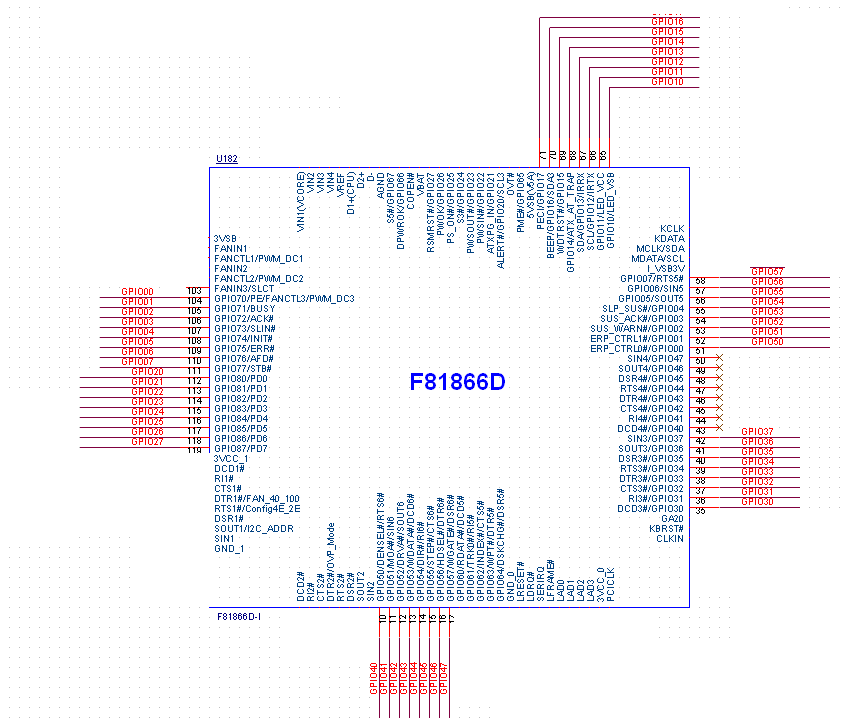 GPIO16
GPIO15
GPIO14
GPIO13
GPIO12
GPIO11
GPIO10
71
70
69
68
67
66
65
U182
VIN1(VCORE)
VIN2
VIN3
VIN4
VREF
D1+(CPU)
D2+
D-
AGND
S5#/GPIO67
DPWROK/GPIO66
COPEN#
VBAT
RSMRST#/GPIO27
PWOK/GPIO26
PS_ON#/GPIO25
S3#/GPIO24
PWSOUT#/GPIO23
PWSIN#/GPIO22
ATXPG_IN/GPIO21
ALERT#/GPIO20/SCL3
OVT#
PME#/GPIO65
5VSB(V5A)
PECI/GPIO17
BEEP/GPIO16/SDA3
WDTRST#/GPIO15
GPIO14/ATX_AT_TRAP
SDA/GPIO13/IRRX
SCL/GPIO12/IRTX
GPIO11/LED_VCC
GPIO10/LED_VSB
3VSB
FANIN1
FANCTL1/PWM_DC1
FANIN2
FANCTL2/PWM_DC2
FANIN3/SLCT
GPIO70/PE/FANCTL3/PWM_DC3
GPIO71/BUSY
GPIO72/ACK#
GPIO73/SLIN#
GPIO74/INIT#
GPIO75/ERR#
GPIO76/AFD#
GPIO77/STB#
GPIO80/PD0
GPIO81/PD1
GPIO82/PD2
GPIO83/PD3
GPIO84/PD4
GPIO85/PD5
GPIO86/PD6
GPIO87/PD7
3VCC_1
DCD1#
RI1#
CTS1#
DTR1#/FAN_40_100
RTS1#/Config4E_2E
DSR1#
SOUT1/I2C_ADDR
SIN1
GND_1
GPIO00 103
GPIO01 104
GPIO02 105
GPIO03 106
GPIO04 107
GPIO05 108
GPIO06 109
GPIO07 110
GPIO20 111
GPIO21 112
GPIO22 113
GPIO23 114
GPIO24 115
GPIO25 116
GPIO26 117
GPIO27 118
119
F81866D
KCLK
KDATA
MCLK/SDA
MDATA/SCL
I_VSB3V
GPIO07/RTS5#
GPIO06/SIN5
GPIO05/SOUT5
SLP_SUS#/GPIO04
SUS_ACK#/GPIO03
SUS_WARN#/GPIO02
ERP_CTRL1#/GPIO01
ERP_CTRL0#/GPIO00
SIN4/GPIO47
SOUT4/GPIO46
DSR4#/GPIO45
RTS4#/GPIO44
DTR4#/GPIO43
CTS4#/GPIO42
RI4#/GPIO41
DCD4#/GPIO40
SIN3/GPIO37
SOUT3/GPIO36
DSR3#/GPIO35
RTS3#/GPIO34
DTR3#/GPIO33
CTS3#/GPIO32
RI3#/GPIO31
DCD3#/GPIO30
GA20
KBRST#
CLKIN
GPIO57
58 GPIO56
57 GPIO55
56 GPIO54
55 GPIO53
54 GPIO52
53 GPIO51
52 GPIO50
51
50
49
48
47
46
45
44
43 GPIO37
42 GPIO36
41 GPIO35
40 GPIO34
39 GPIO33
38 GPIO32
37 GPIO31
36 GPIO30
35
DCD2#
RI2#
CTS2#
DTR2#/OVP_Mode
RTS2#
DSR2#
SOUT2
SIN2
GPIO50/DENSEL#/RTS6#
GPIO51/MOA#/SIN6
GPIO52/DRVA#/SOUT6
GPIO53/WDATA#/DCD6#
GPIO54/DIR#/RI6#
GPIO55/STEP#/CTS6#
GPIO56/HDSEL#/DTR6#
GPIO57/WGATE#/DSR6#
GPIO60/RDATA#/DCD5#
GPIO61/TRK0#/RI5#
GPIO62/INDEX#/CTS5#
GPIO63/WPT#/DTR5#
GPIO64/DSKCHG#/DSR5#
GND_0
LRESET#
LDRQ#
SERIRQ
LFRAME#
LAD0
LAD1
LAD2
LAD3
3VCC_0
PCICLK
F81866D-I
10
11
12
13
14
15
16
17
GPIO40
GPIO41
GPIO42
GPIO43
GPIO44
GPIO45
GPIO46
GPIO47